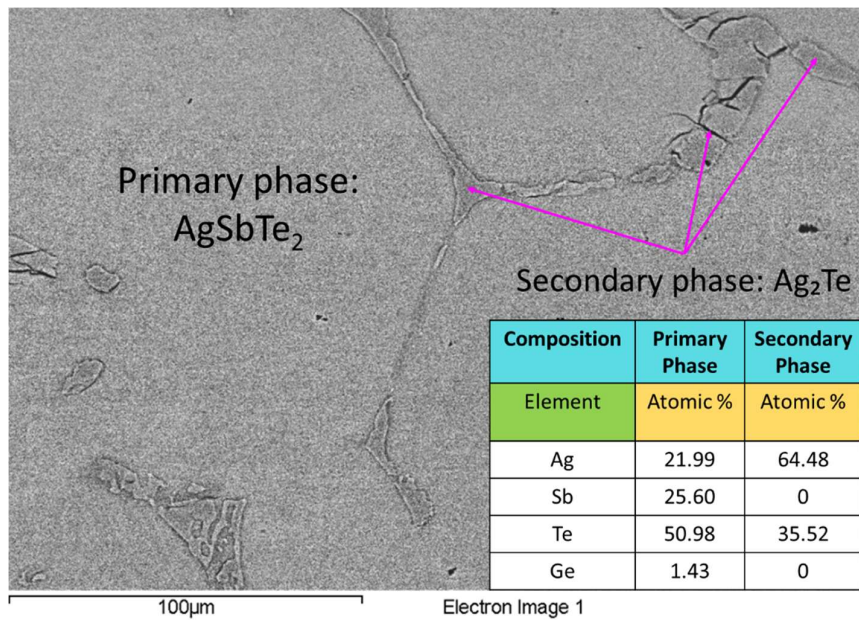 Primary phase:
AgSbTe₂
Secondary phase: Ag₂Te
Composition Primary Phase Secondary Phase
Element Atomic % Atomic %
Ag 21.99 64.48
Sb 25.60 0
Te 50.98 35.52
Ge 1.43 0
100μm Electron Image 1